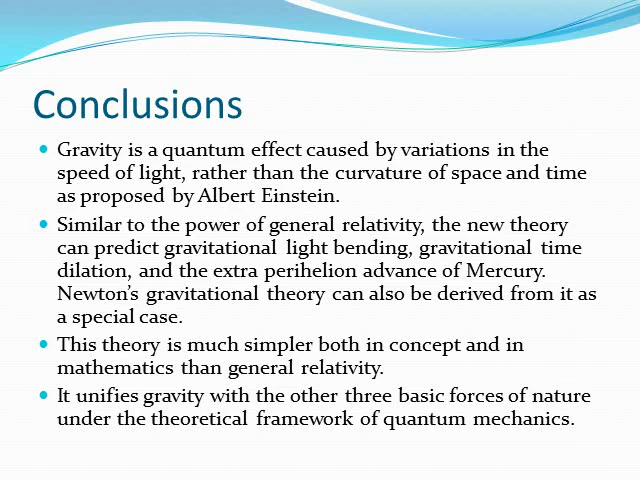 Conclusions
Gravity is a quantum effect caused by variations in the
speed of light, rather than the curvature of space and time
as proposed by Albert Einstein.
Similar to the power of general relativity, the new theory
can predict gravitational light bending, gravitational time
dilation, and the extra perihelion advance of Mercury.
Newton’s gravitational theory can also be derived from it as
a special case.
This theory is much simpler both in concept and in
mathematics than general relativity.
It unifies gravity with the other three basic forces of nature
under the theoretical framework of quantum mechanics.